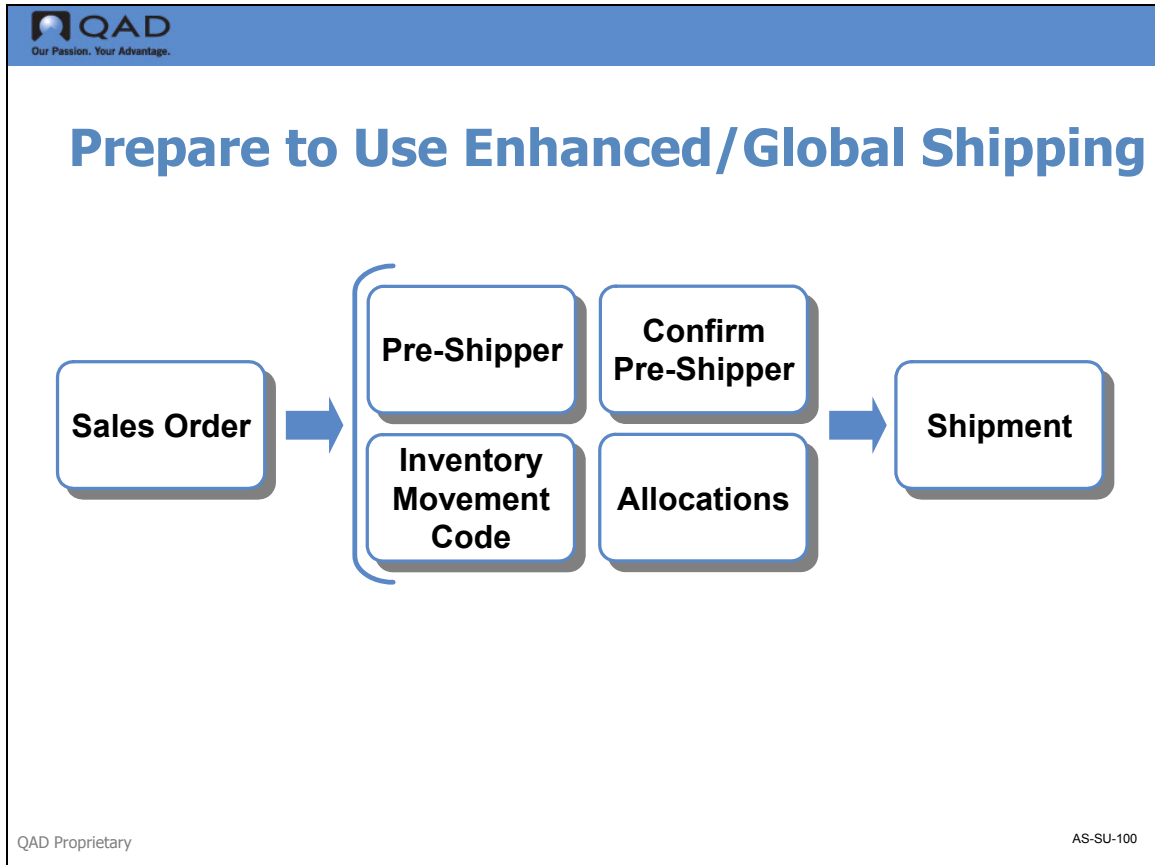 QAD
Our Passion. Your Advantage.
Prepare to Use Enhanced/Global Shipping
Sales Order
Pre-Shipper
Confirm
Pre-Shipper
Inventory
Movement
Code
Allocations
Shipment
QAD Proprietary
AS-SU-100